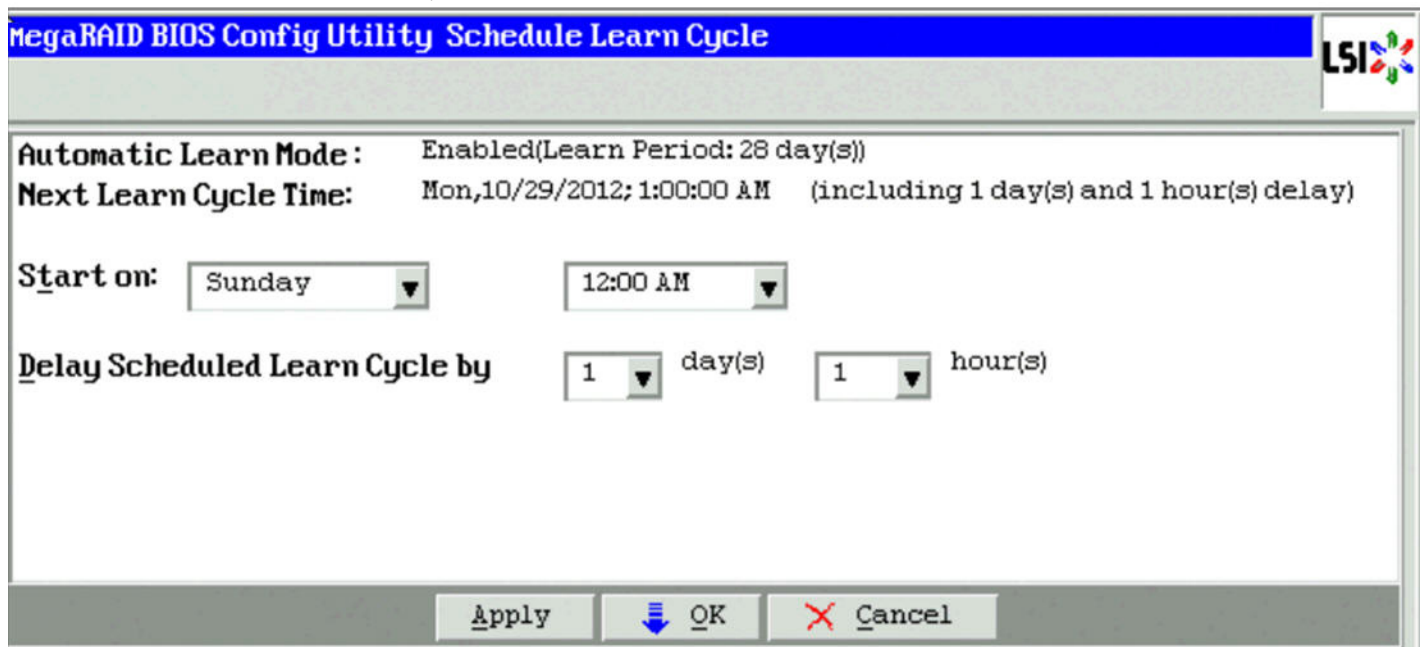 MegaRAID BIOS Config Utility Schedule Learn Cycle
LSI
Automatic Learn Mode : Enabled(Learn Period: 28 day(s))
Next Learn Cycle Time: Mon,10/29/2012; 1:00:00 AM (including 1 day(s) and 1 hour(s) delay)
Start on: Sunday 12:00 AM
Delay Scheduled Learn Cycle by 1 day(s) 1 hour(s)
Apply OK Cancel